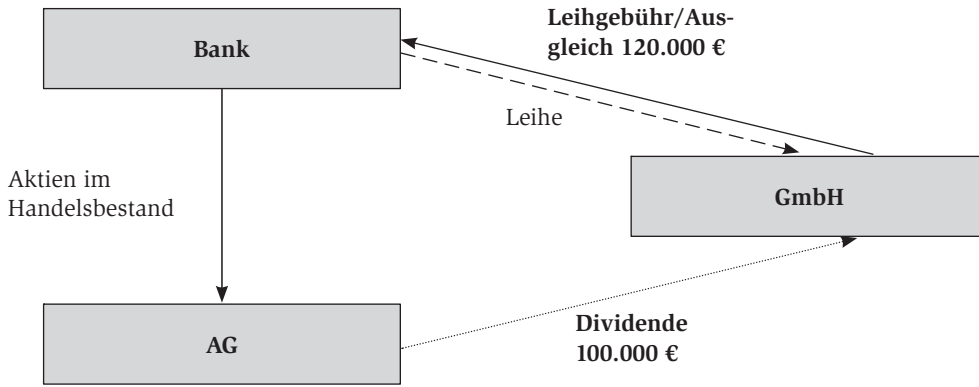 Leihgebühr/Aus-
gleich 120.000 €
Bank
Leihe
Aktien im
Handelsbestand
GmbH
Dividende
100.000 €
AG